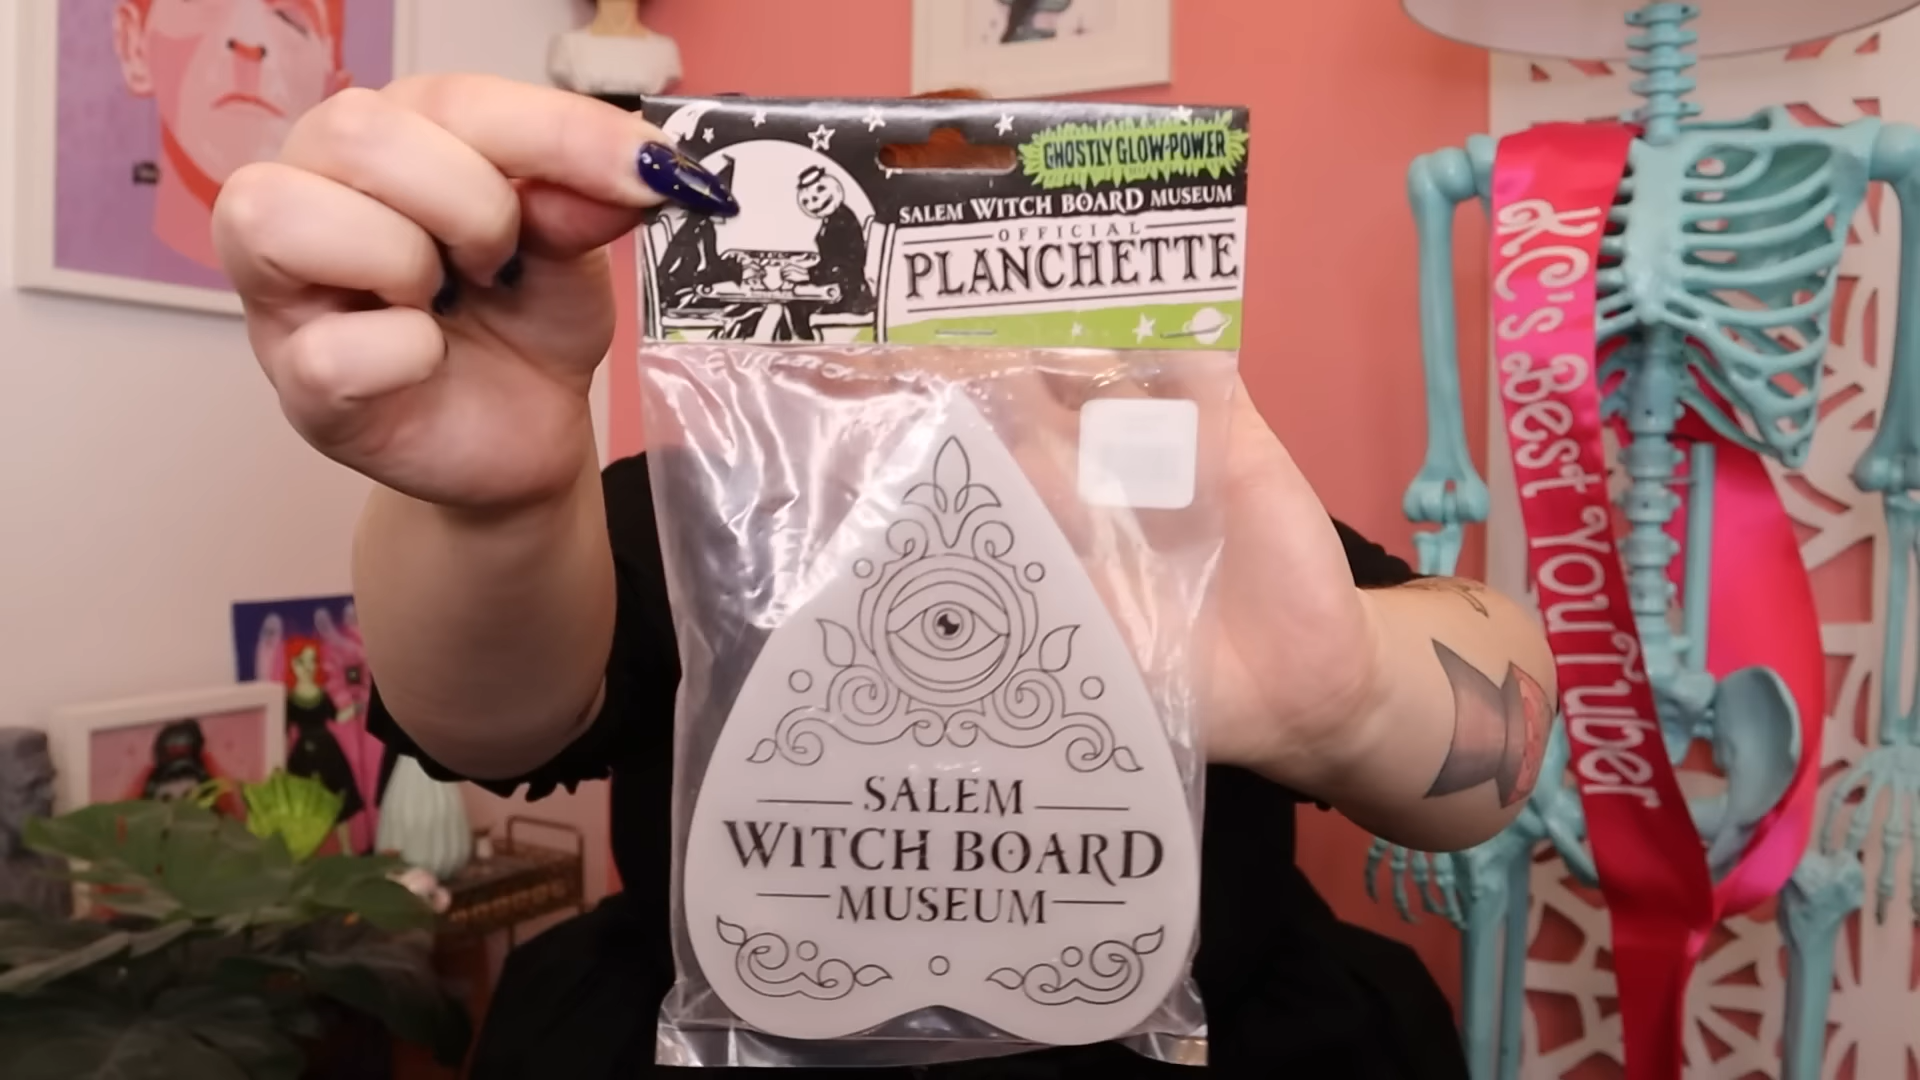 GHOSTLY GLOW-POWER
SALEM WITCH BOARD MUSEUM
OFFICIAL
PLANCHETTE
SALEM
WITCH BOARD
MUSEUM
KC's Best YouTuber